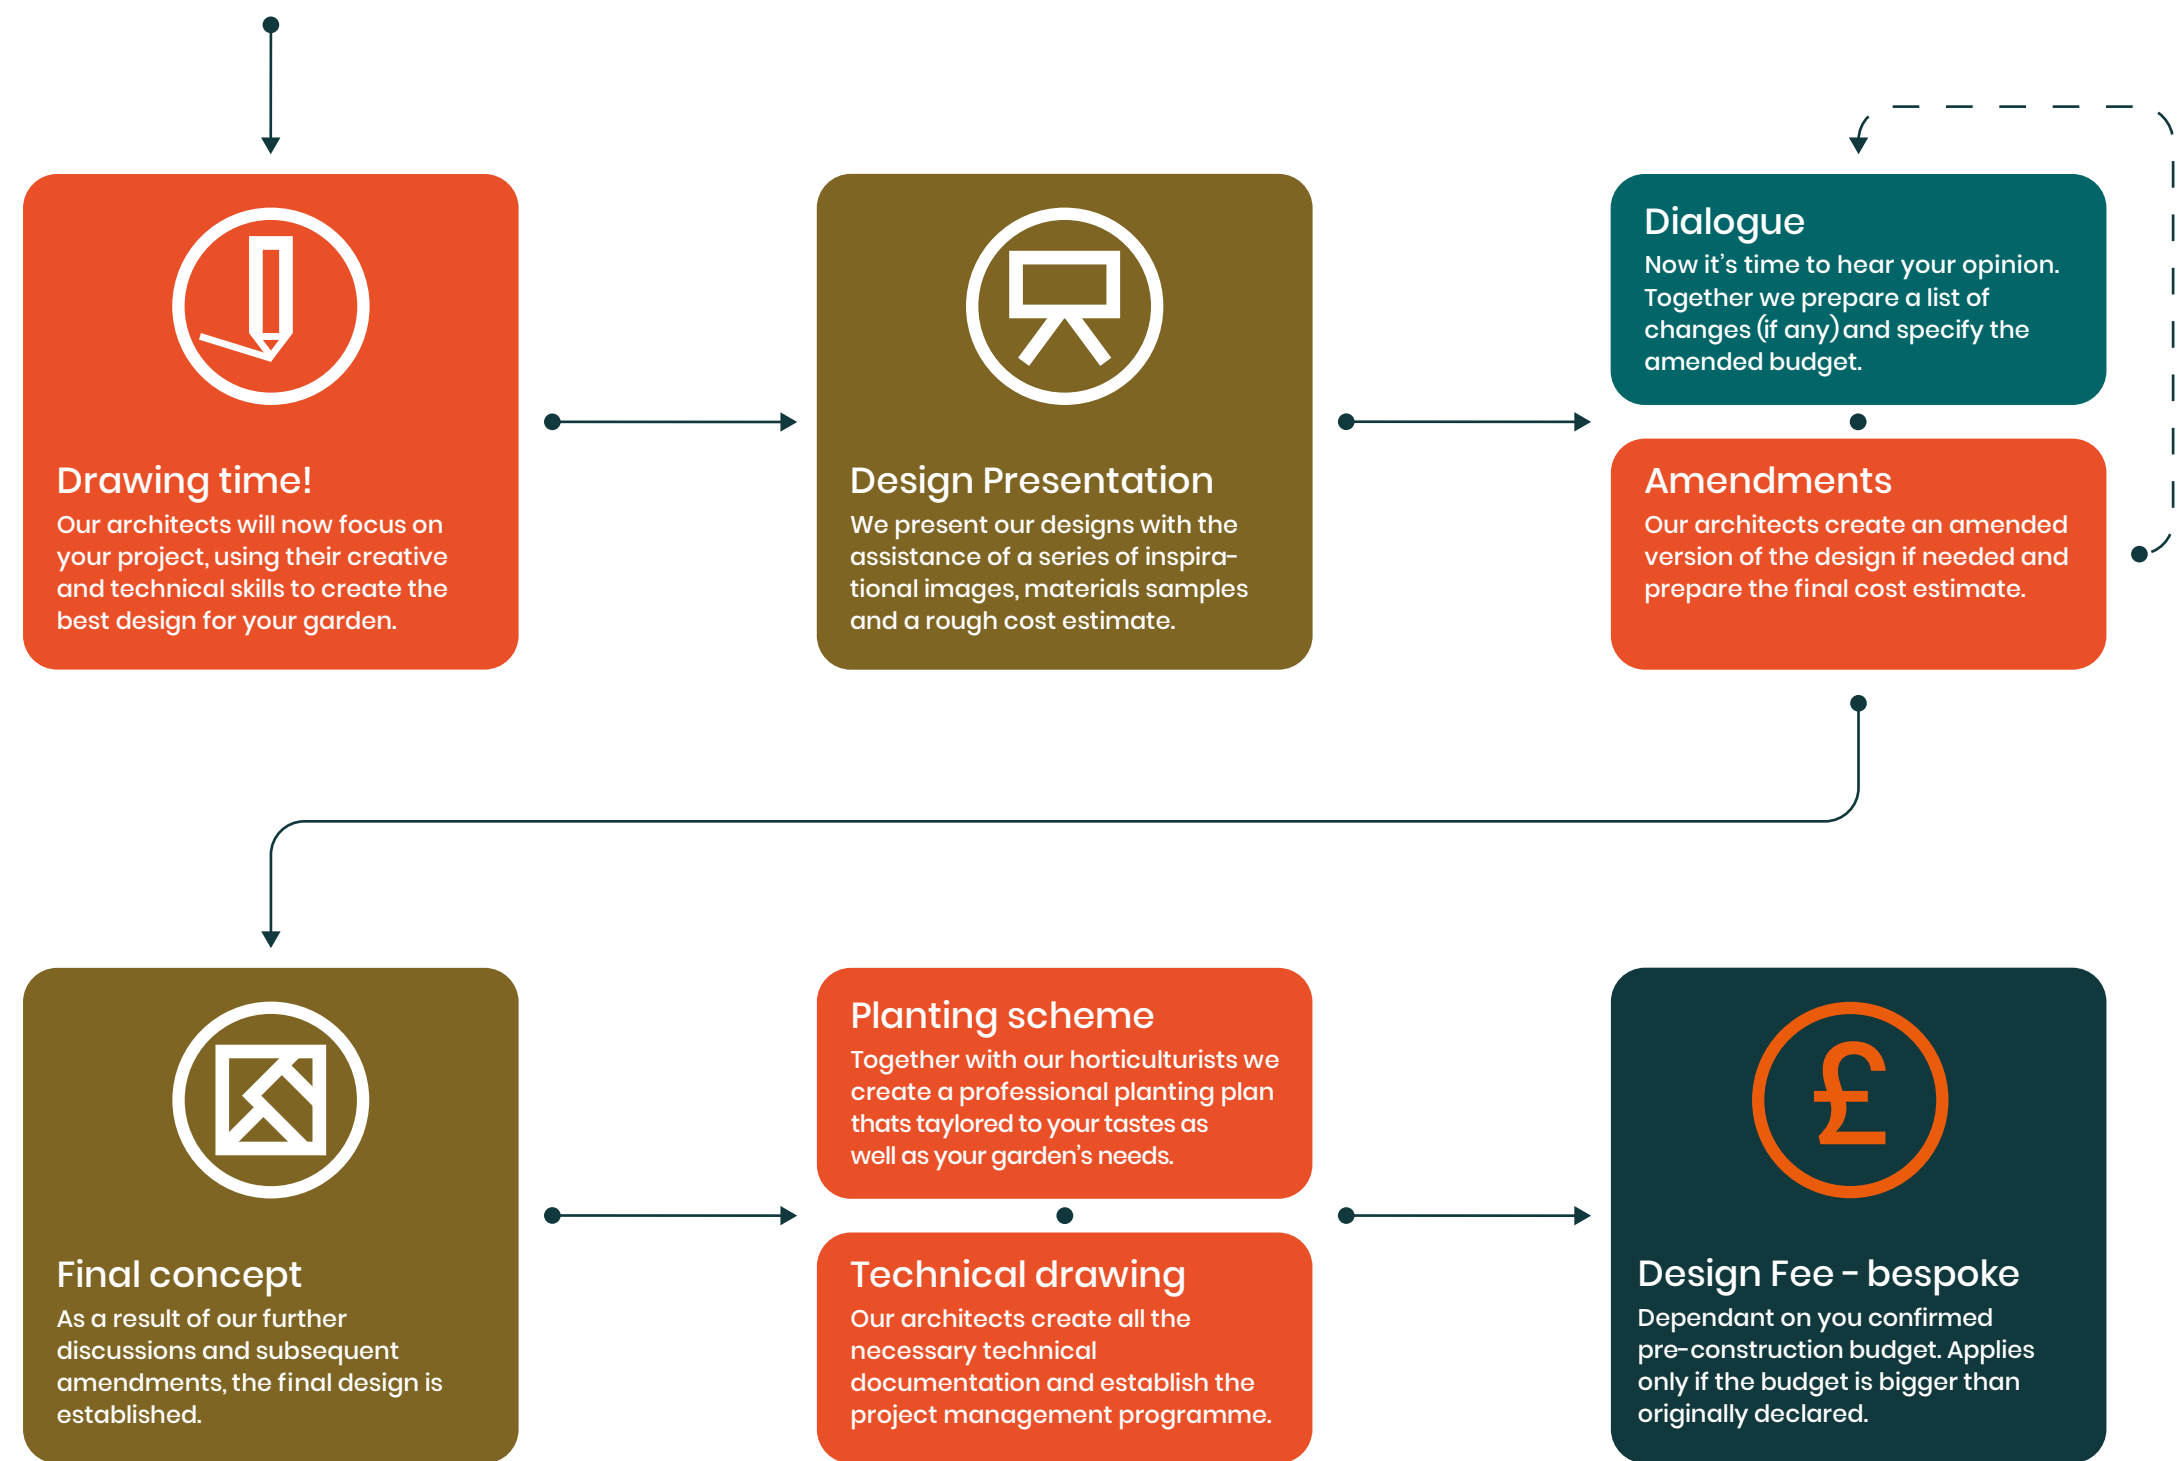 Drawing time!
Our architects will now focus on
your project, using their creative
and technical skills to create the
best design for your garden.
Design Presentation
We present our designs with the
assistance of a series of inspira-
tional images, materials samples
and a rough cost estimate.
Dialogue
Now it's time to hear your opinion.
Together we prepare a list of
changes (if any) and specify the
amended budget.
Amendments
Our architects create an amended
version of the design if needed and
prepare the final cost estimate.
Final concept
As a result of our further
discussions and subsequent
amendments, the final design is
established.
Planting scheme
Together with our horticulturists we
create a professional planting plan
thats taylored to your tastes as
well as your garden's needs.
Technical drawing
Our architects create all the
necessary technical
documentation and establish the
project management programme.
£
Design Fee - bespoke
Dependant on you confirmed
pre-construction budget. Applies
only if the budget is bigger than
originally declared.